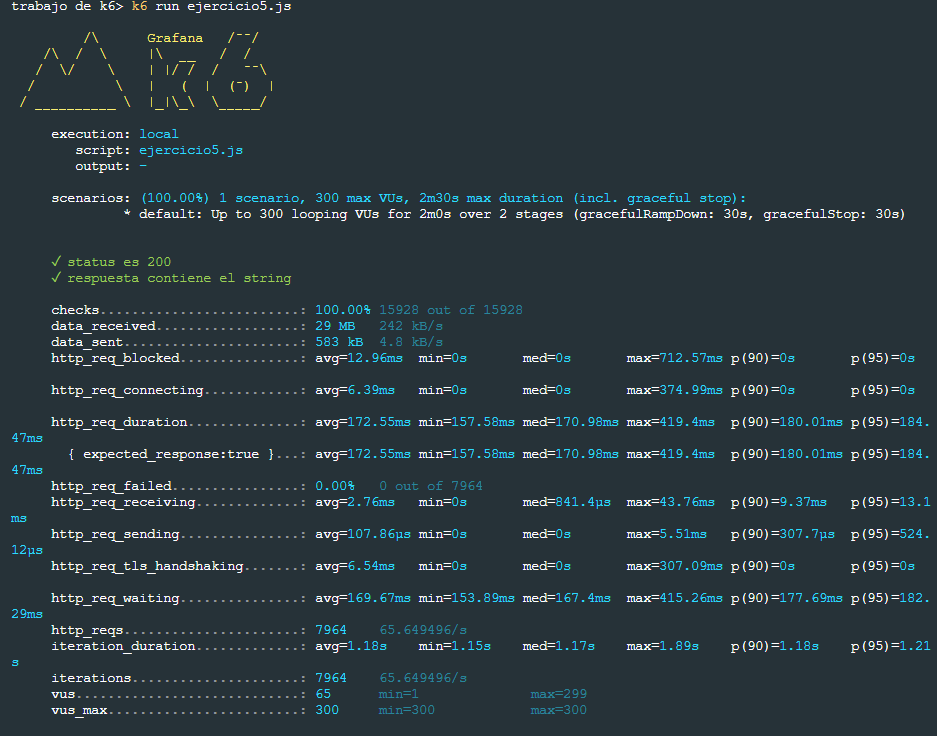 trabajo de k6> k6 run ejercicio5.js
Grafana
execution: local
script: ejercicio5.js
output: -
scenarios: (100.00%) 1 scenario, 300 max VUs, 2m30s max duration (incl. graceful stop):
* default: Up to 300 looping VUs for 2m0s over 2 stages (gracefulRampDown: 30s, gracefulStop: 30s)
✓ status es 200
✓ respuesta contiene el string
checks.........................: 100.00% 15928 out of 15928
data_received..................: 29 MB 242 kB/s
data_sent......................: 583 kB 4.8 kB/s
http_req_blocked...............: avg=12.96ms min=0s med=0s max=712.57ms p(90)=0s p(95)=0s
http_req_connecting............: avg=6.39ms min=0s med=0s max=374.99ms p(90)=0s p(95)=0s
http_req_duration..............: avg=172.55ms min=157.58ms med=170.98ms max=419.4ms p(90)=180.01ms p(95)=184.
47ms
{ expected_response:true }...: avg=172.55ms min=157.58ms med=170.98ms max=419.4ms p(90)=180.01ms p(95)=184.
47ms
http_req_failed................: 0.00% 0 out of 7964
http_req_receiving.............: avg=2.76ms min=0s med=841.4µs max=43.76ms p(90)=9.37ms p(95)=13.1
ms
http_req_sending...............: avg=107.86µs min=0s med=0s max=5.51ms p(90)=307.7µs p(95)=524.
12µs
http_req_tls_handshaking.......: avg=6.54ms min=0s med=0s max=307.09ms p(90)=0s p(95)=0s
http_req_waiting...............: avg=169.67ms min=153.89ms med=167.4ms max=415.26ms p(90)=177.69ms p(95)=182.
29ms
http_reqs......................: 7964 65.649496/s
iteration_duration.............: avg=1.18s min=1.15s med=1.17s max=1.89s p(90)=1.18s p(95)=1.21
s
iterations.....................: 7964 65.649496/s
vus............................: 65 min=1 max=299
vus_max........................: 300 min=300 max=300